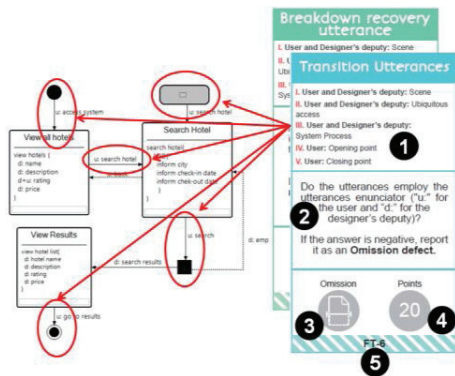 Breakdown recovery
utterance
I. User and Designer's deputy: Scene
Transition Utterances
I. User and Designer's deputy: Scene
II. User and Designer's deputy: Ubiquitous
access
III. User and Designer's deputy:
System Process
IV. User: Opening point
V. User: Closing point
1
2
Do the utterances employ the
utterances enunciator ("u:" for
the user and "d:" for the
designer's deputy)?
If the answer is negative, report
it as an Omission defect.
Omission
Points
3
20
4
FT-6
5
u: access system
u: search hotel
View all hotels
view hotels {
d: name
d: description
d+u: rating
d: price
}
u: search hotel
u: back
Search Hotel
search hotel{
inform city
inform check-in date
inform chek-out date
}
View Results
view hotel list{
d: hotel name
d: description
d: rating
d: price
}
u: search
d: search results
d: emp
u: go to results